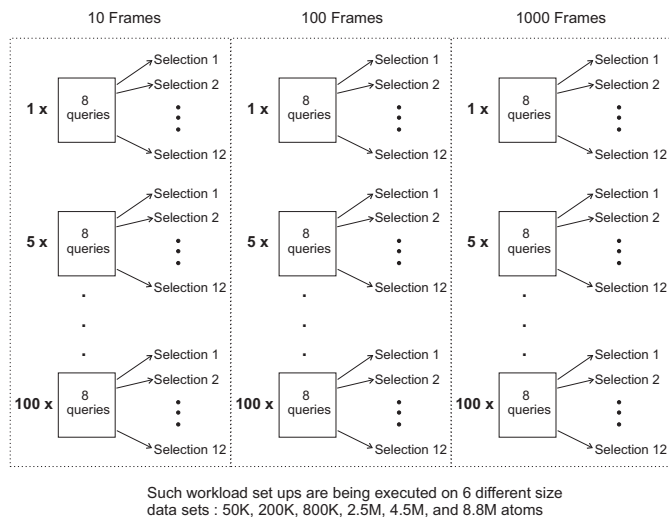 10 Frames
100 Frames
1000 Frames
1 x
8
queries
Selection 1
Selection 2
Selection 12
1 x
8
queries
Selection 1
Selection 2
Selection 12
1 x
8
queries
Selection 1
Selection 2
Selection 12
5 x
8
queries
Selection 1
Selection 2
Selection 12
5 x
8
queries
Selection 1
Selection 2
Selection 12
5 x
8
queries
Selection 1
Selection 2
Selection 12
100 x
8
queries
Selection 1
Selection 2
Selection 12
100 x
8
queries
Selection 1
Selection 2
Selection 12
100 x
8
queries
Selection 1
Selection 2
Selection 12
Such workload set ups are being executed on 6 different size
data sets : 50K, 200K, 800K, 2.5M, 4.5M, and 8.8M atoms